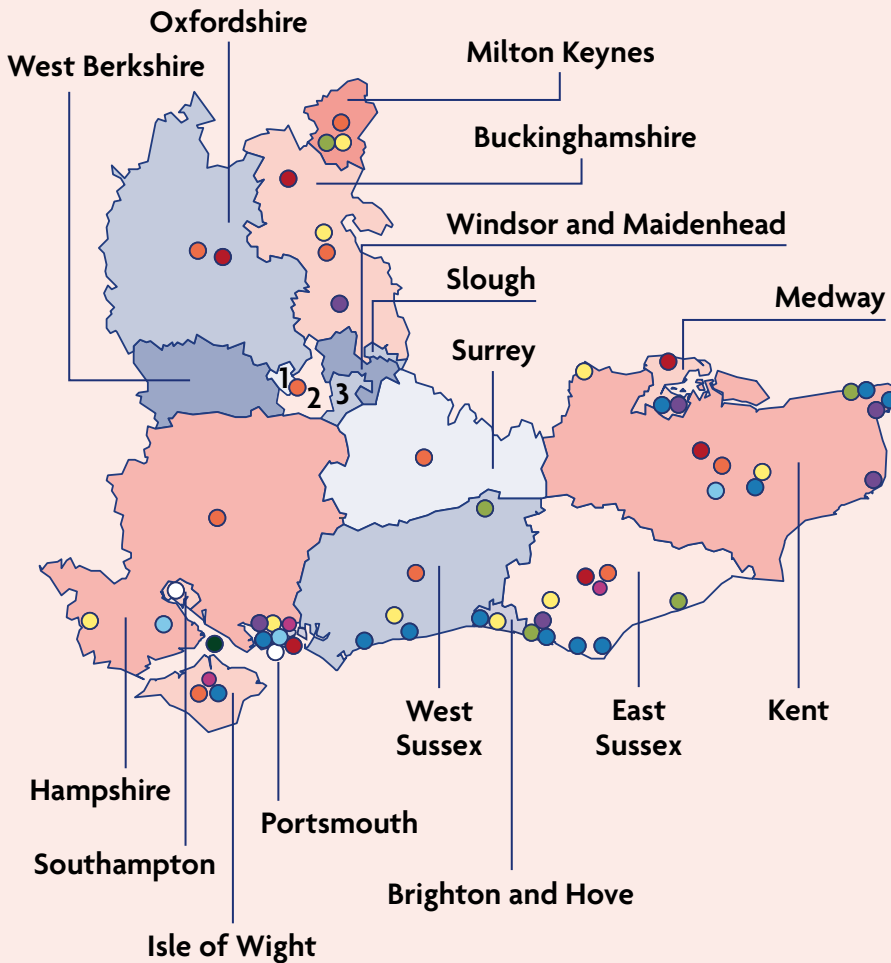 Oxfordshire
West Berkshire
Milton Keynes
Buckinghamshire
Windsor and Maidenhead
Slough
Medway
Surrey
1
2
3
West
Sussex
East
Sussex
Kent
Hampshire
Portsmouth
Southampton
Brighton and Hove
Isle of Wight